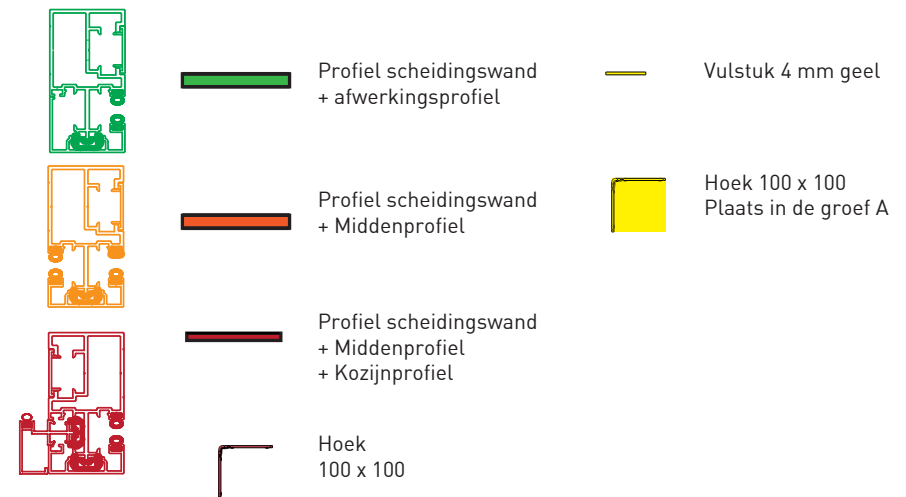 Profiel scheidingswand
+ afwerkingsprofiel
Profiel scheidingswand
+ Middenprofiel
Profiel scheidingswand
+ Middenprofiel
+ Kozijnprofiel
Hoek
100 x 100
Vulstuk 4 mm geel
Hoek 100 x 100
Plaats in de groef A